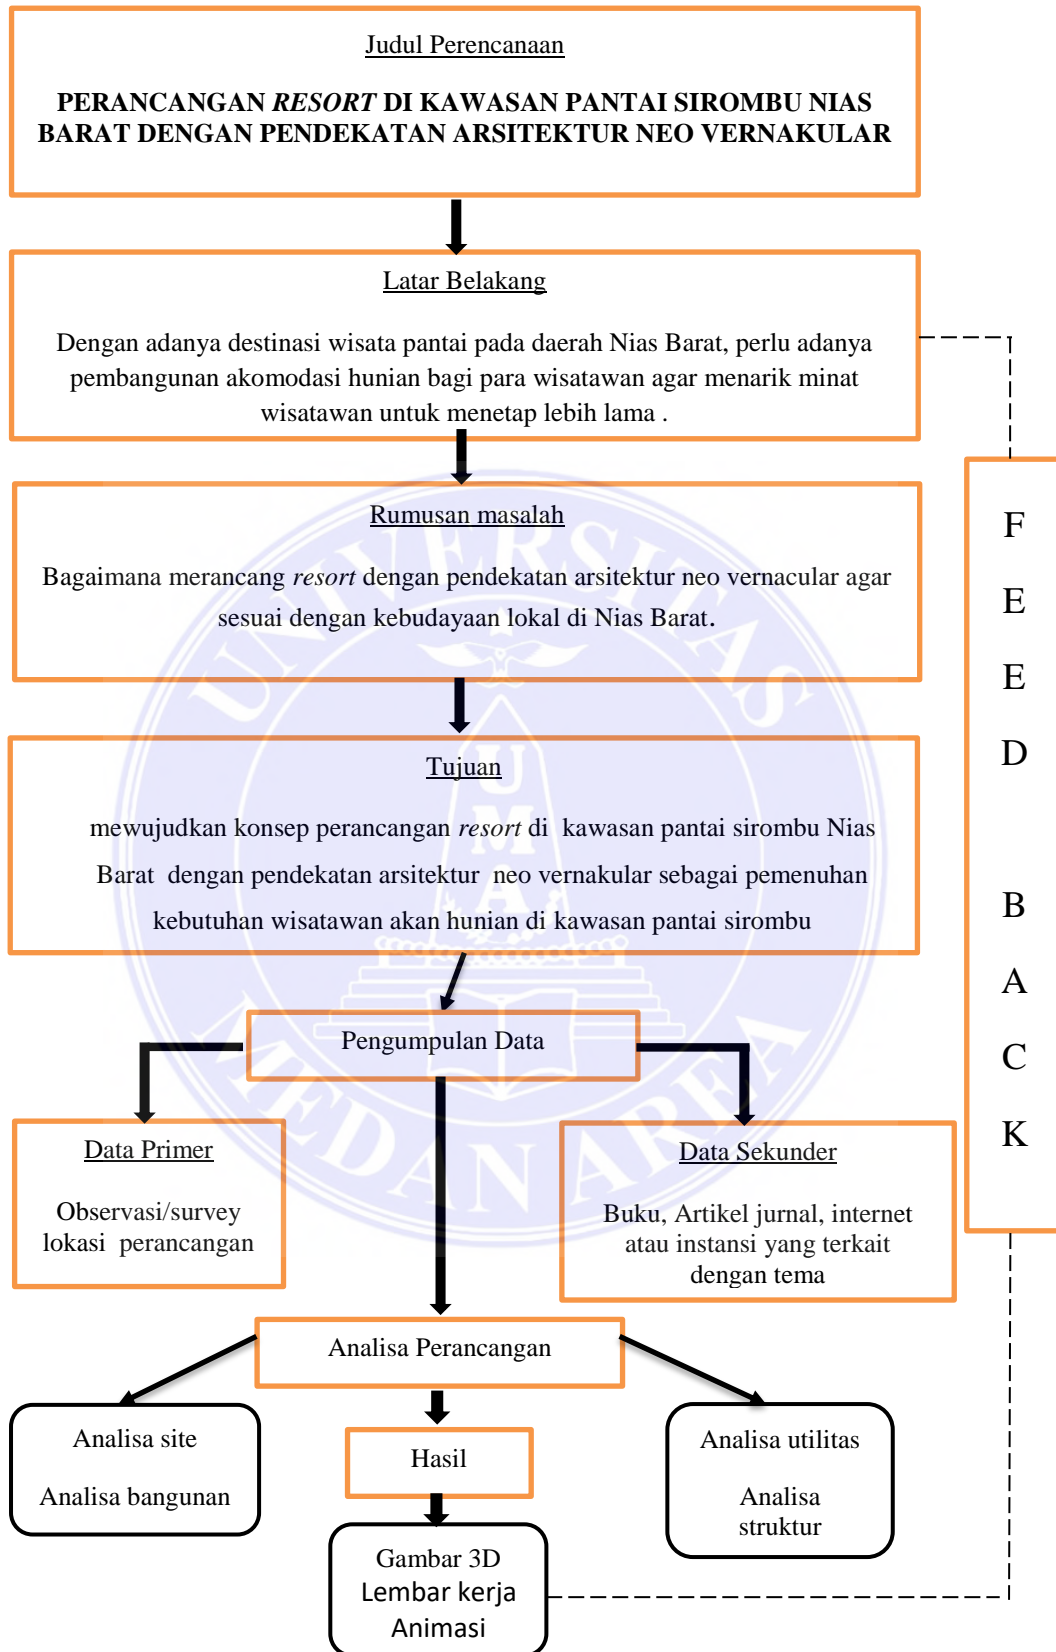 Judul Perencanaan
PERANCANGAN RESORT DI KAWASAN PANTAI SIROMBU NIAS
BARAT DENGAN PENDEKATAN ARSITEKTUR NEO VERNAKULAR
Latar Belakang
Dengan adanya destinasi wisata pantai pada daerah Nias Barat, perlu adanya
pembangunan akomodasi hunian bagi para wisatawan agar menarik minat
wisatawan untuk menetap lebih lama .
Rumusan masalah
Bagaimana merancang resort dengan pendekatan arsitektur neo vernacular agar
sesuai dengan kebudayaan lokal di Nias Barat.
Tujuan
mewujudkan konsep perancangan resort di kawasan pantai sirombu Nias
Barat dengan pendekatan arsitektur neo vernakular sebagai pemenuhan
kebutuhan wisatawan akan hunian di kawasan pantai sirombu
Pengumpulan Data
Data Primer
Observasi/survey
lokasi perancangan
Data Sekunder
Buku, Artikel jurnal, internet
atau instansi yang terkait
dengan tema
Analisa Perancangan
Analisa site
Analisa bangunan
Hasil
Analisa utilitas
Analisa
struktur
Gambar 3D
Lembar kerja
Animasi
F
E
E
D
B
A
C
K
UNIVERSITAS
MEDAN AREA
U
M
A